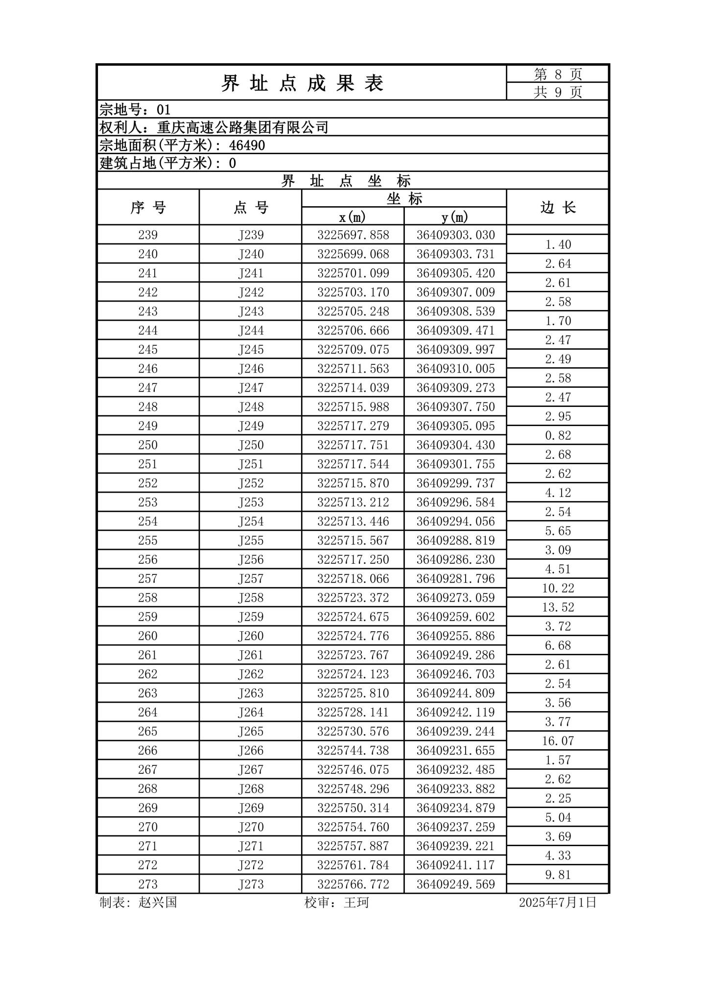 界 址 点 成 果 表
第 8 页
共 9 页
宗地号：01
权利人：重庆高速公路集团有限公司
宗地面积(平方米)：46490
建筑占地(平方米)：0
界 址 点 坐 标
序 号 点 号 坐 标 边 长
x(m) y(m)
239 J239 3225697.858 36409303.030
1.40
240 J240 3225699.068 36409303.731
2.64
241 J241 3225701.099 36409305.420
2.61
242 J242 3225703.170 36409307.009
2.58
243 J243 3225705.248 36409308.539
1.70
244 J244 3225706.666 36409309.471
2.47
245 J245 3225709.075 36409309.997
2.49
246 J246 3225711.563 36409310.005
2.58
247 J247 3225714.039 36409309.273
2.47
248 J248 3225715.988 36409307.750
2.95
249 J249 3225717.279 36409305.095
0.82
250 J250 3225717.751 36409304.430
2.68
251 J251 3225717.544 36409301.755
2.62
252 J252 3225715.870 36409299.737
4.12
253 J253 3225713.212 36409296.584
2.54
254 J254 3225713.446 36409294.056
5.65
255 J255 3225715.567 36409288.819
3.09
256 J256 3225717.250 36409286.230
4.51
257 J257 3225718.066 36409281.796
10.22
258 J258 3225723.372 36409273.059
13.52
259 J259 3225724.675 36409259.602
3.72
260 J260 3225724.776 36409255.886
6.68
261 J261 3225723.767 36409249.286
2.61
262 J262 3225724.123 36409246.703
2.54
263 J263 3225725.810 36409244.809
3.56
264 J264 3225728.141 36409242.119
3.77
265 J265 3225730.576 36409239.244
16.07
266 J266 3225744.738 36409231.655
1.57
267 J267 3225746.075 36409232.485
2.62
268 J268 3225748.296 36409233.882
2.25
269 J269 3225750.314 36409234.879
5.04
270 J270 3225754.760 36409237.259
3.69
271 J271 3225757.887 36409239.221
4.33
272 J272 3225761.784 36409241.117
9.81
273 J273 3225766.772 36409249.569
制表：赵兴国 校审：王珂 2025年7月1日